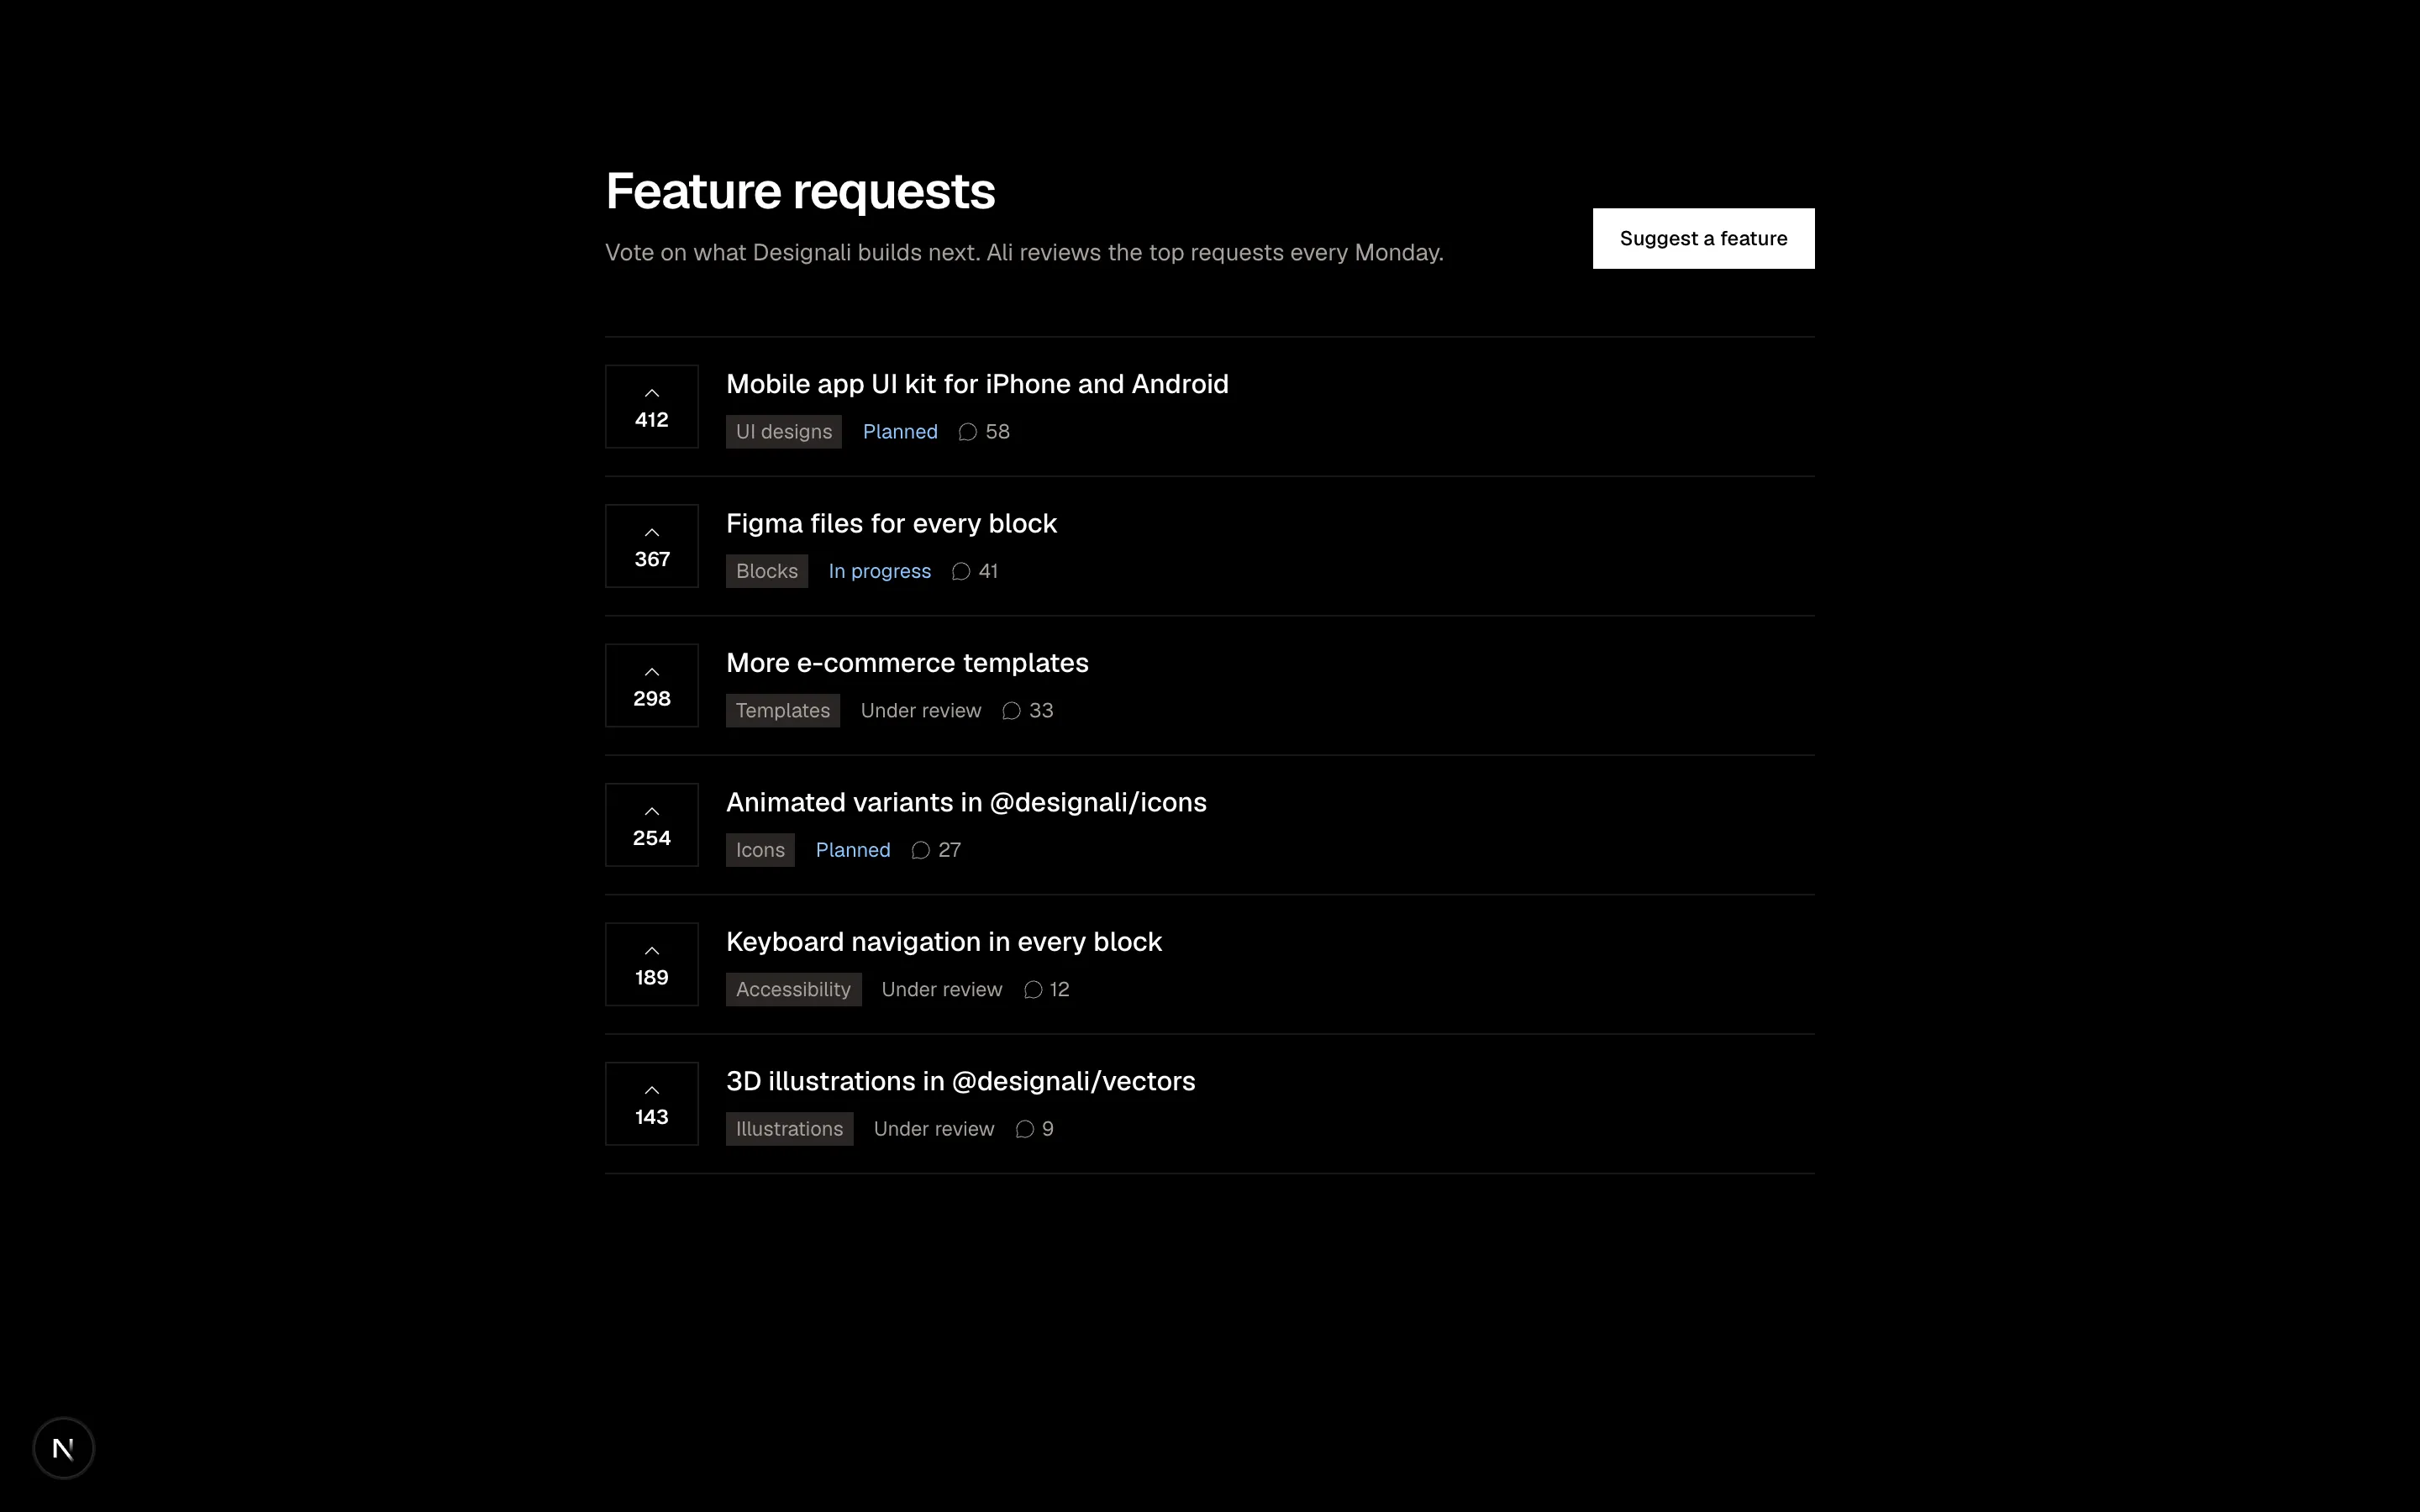 Feature requests
Vote on what Designali builds next. Ali reviews the top requests every Monday.
Suggest a feature
412
Mobile app UI kit for iPhone and Android
UI designs Planned 58
367
Figma files for every block
Blocks In progress 41
298
More e-commerce templates
Templates Under review 33
254
Animated variants in @designali/icons
Icons Planned 27
189
Keyboard navigation in every block
Accessibility Under review 12
143
3D illustrations in @designali/vectors
Illustrations Under review 9
N